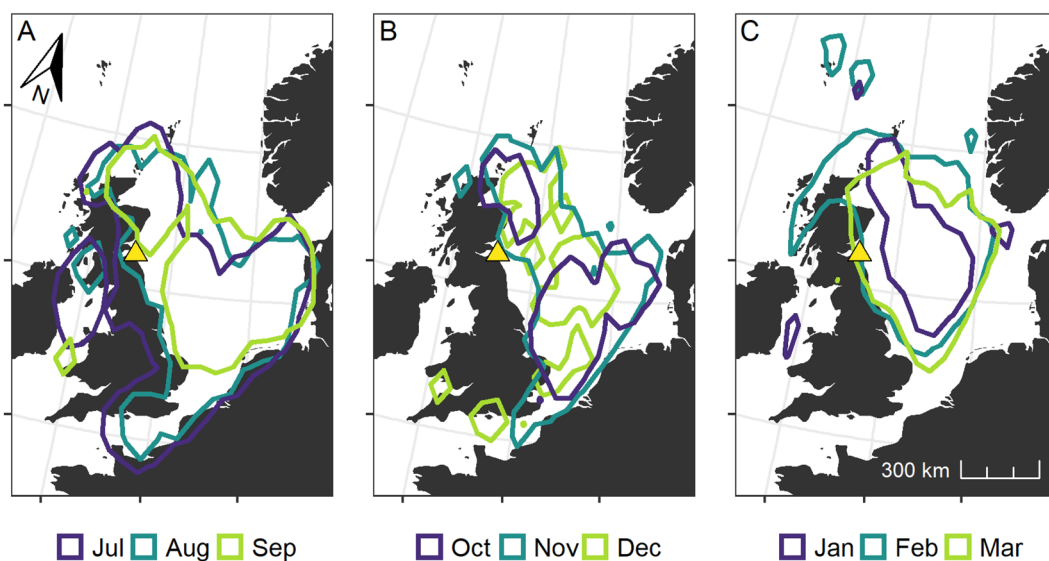 A
B
C
N
300 km
Jul Aug Sep
Oct Nov Dec
Jan Feb Mar